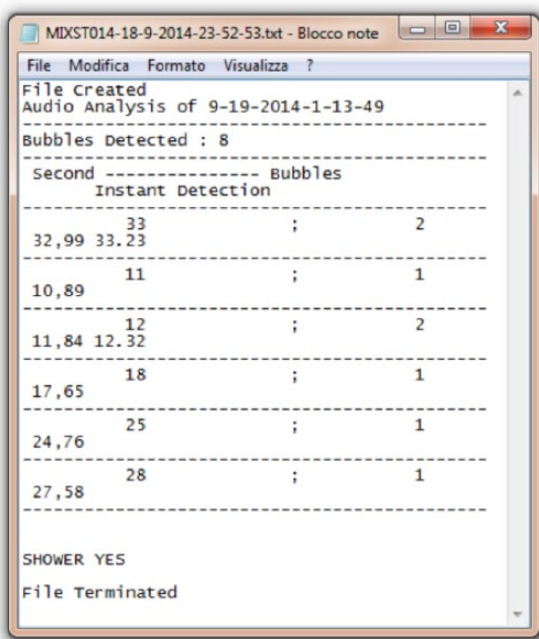 MIXST014-18-9-2014-23-52-53.txt - Blocco note
File Modifica Formato Visualizza ?
File Created
Audio Analysis of 9-19-2014-1-13-49
--------------------------------------------------
Bubbles Detected : 8
--------------------------------------------------
Second --------------- Bubbles
Instant Detection
--------------------------------------------------
33 ; 2
32,99 33.23
--------------------------------------------------
11 ; 1
10,89
--------------------------------------------------
12 ; 2
11,84 12.32
--------------------------------------------------
18 ; 1
17,65
--------------------------------------------------
25 ; 1
24,76
--------------------------------------------------
28 ; 1
27,58
--------------------------------------------------
SHOWER YES
File Terminated